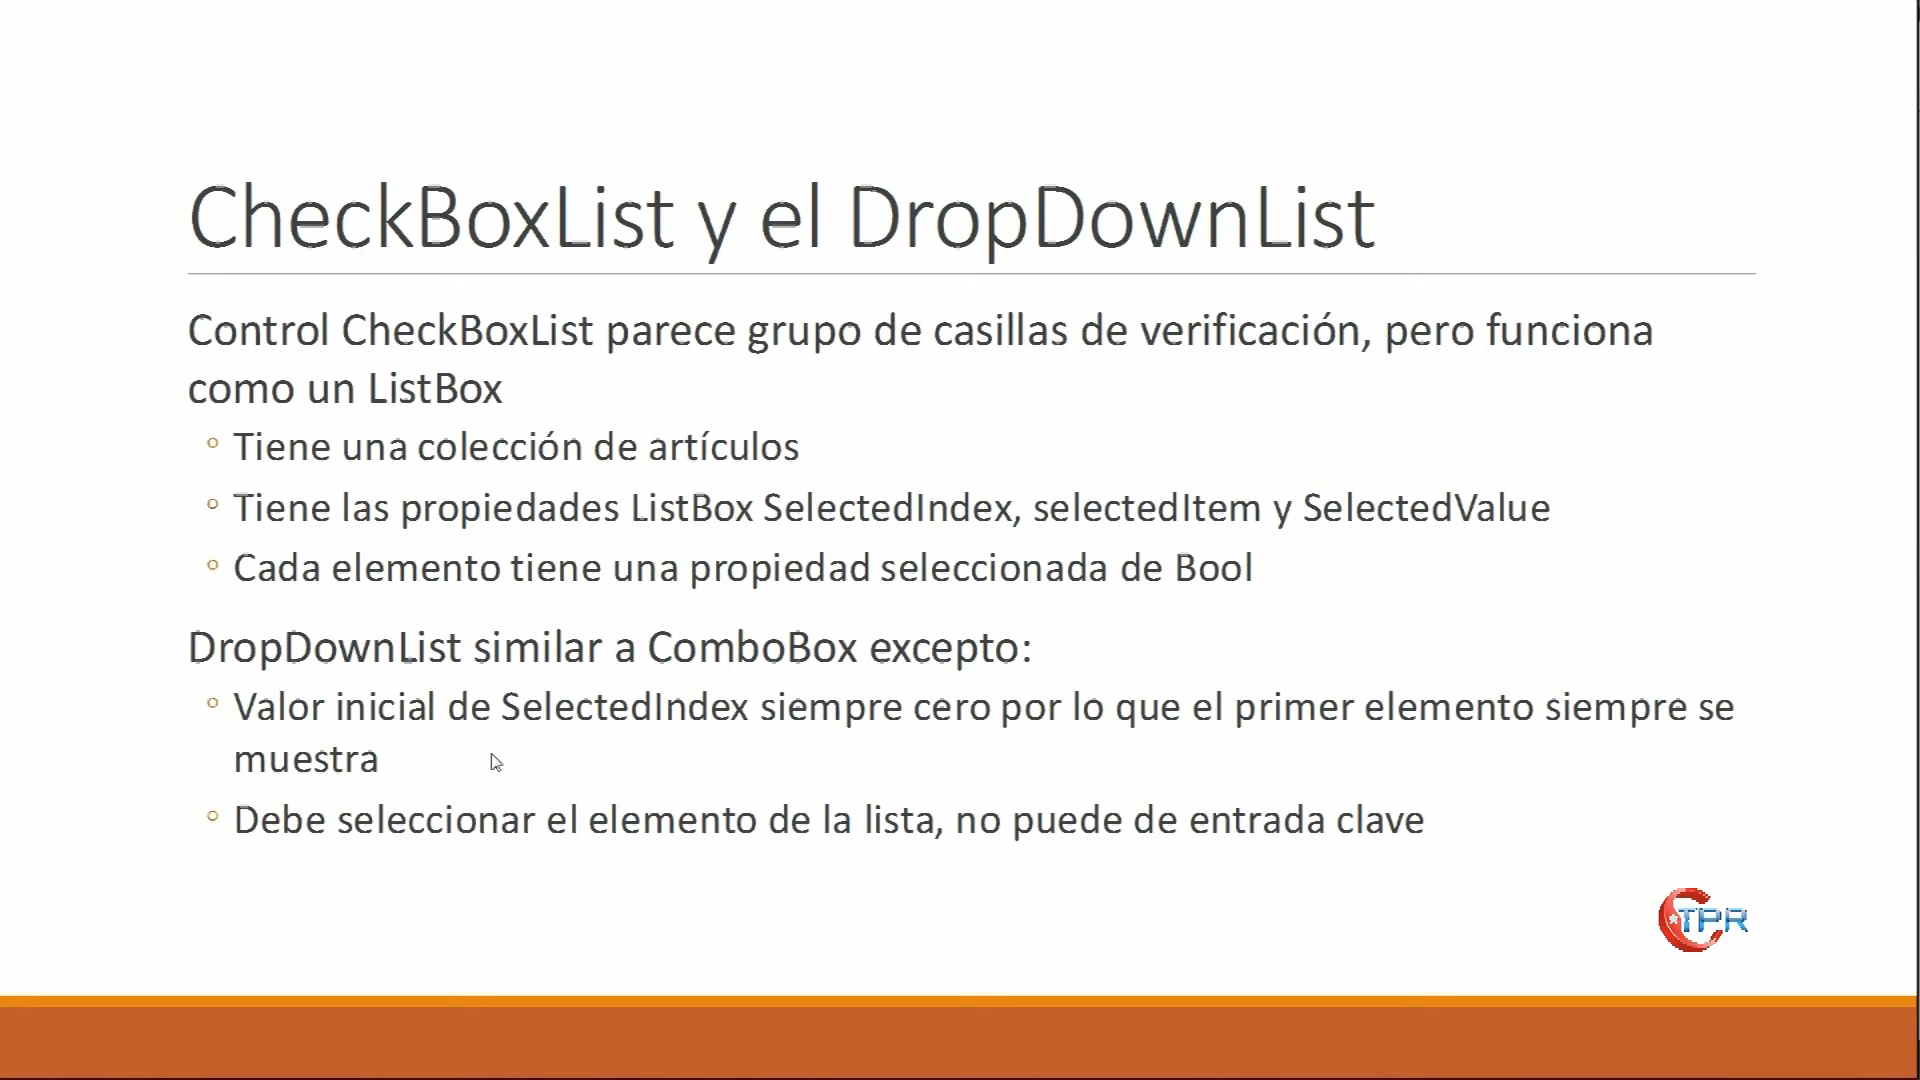 CheckBoxList y el DropDownList
Control CheckBoxList parece grupo de casillas de verificación, pero funciona
como un ListBox
Tiene una colección de artículos
Tiene las propiedades ListBox SelectedIndex, selectedItem y SelectedValue
Cada elemento tiene una propiedad seleccionada de Bool
DropDownList similar a ComboBox excepto:
Valor inicial de SelectedIndex siempre cero por lo que el primer elemento siempre se
muestra
Debe seleccionar el elemento de la lista, no puede de entrada clave
CTPR